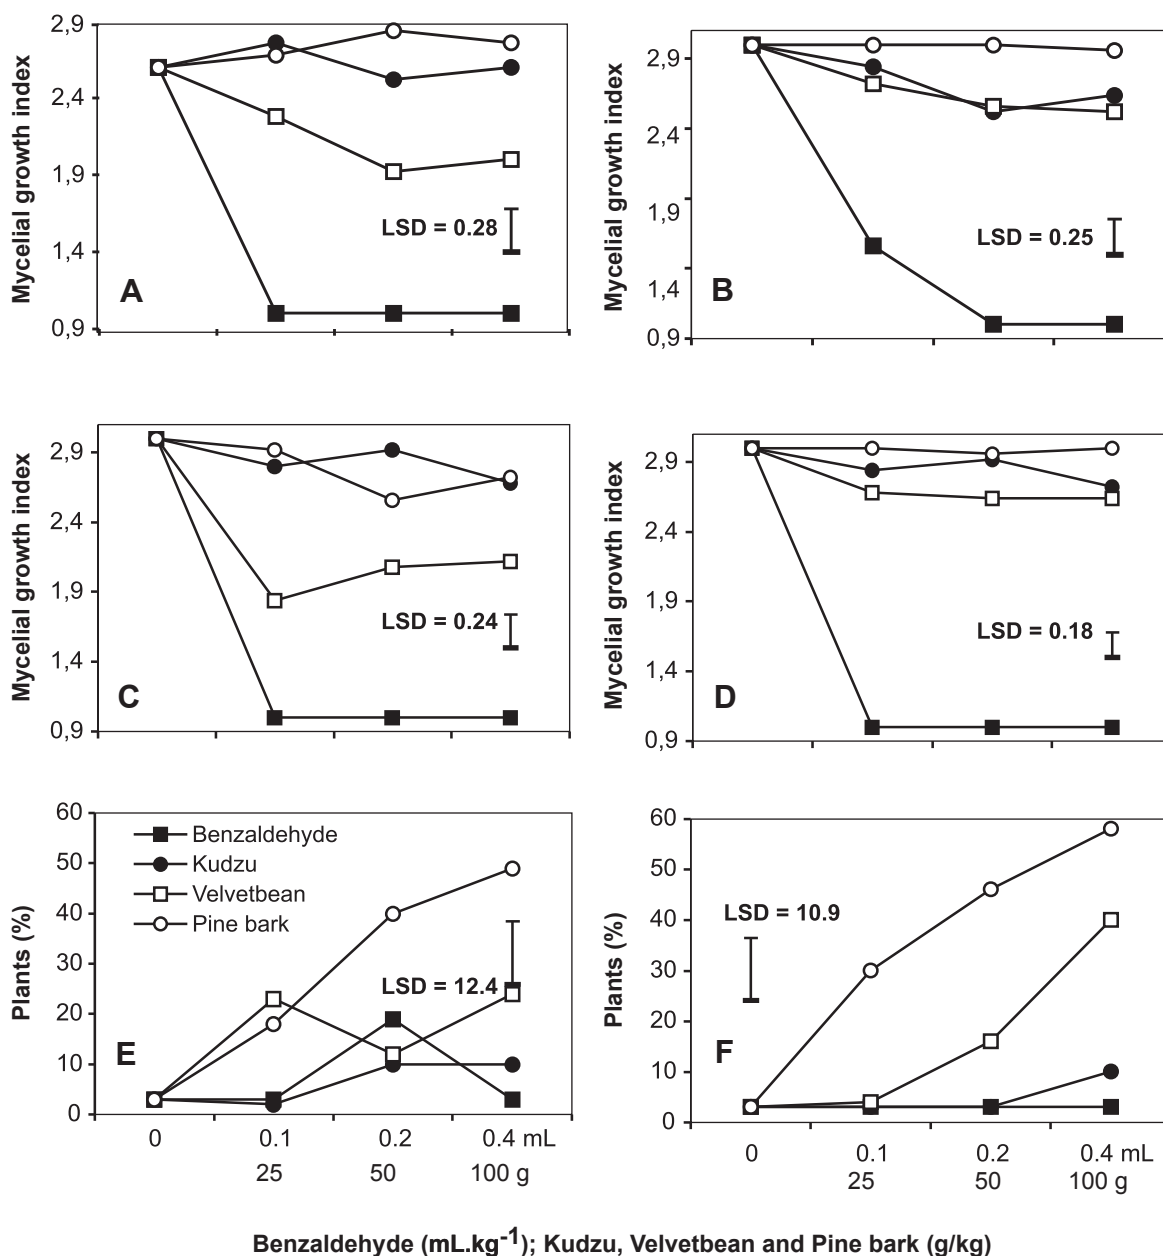 2,9
2,4
1,9
1,4
0,9
Mycelial growth index
LSD = 0.28
A
2,9
2,4
1,9
1,4
0,9
Mycelial growth index
LSD = 0.25
B
2,9
2,4
1,9
1,4
0,9
Mycelial growth index
LSD = 0.24
C
2,9
2,4
1,9
1,4
0,9
Mycelial growth index
LSD = 0.18
D
60
50
40
30
20
10
0
Plants (%)
Benzaldehyde
Kudzu
Velvetbean
Pine bark
LSD = 12.4
E
0 0.1 0.2 0.4 mL
25 50 100 g
60
50
40
30
20
10
0
Plants (%)
LSD = 10.9
F
0 0.1 0.2 0.4 mL
25 50 100 g
Benzaldehyde (mL.kg-1); Kudzu, Velvetbean and Pine bark (g/kg)